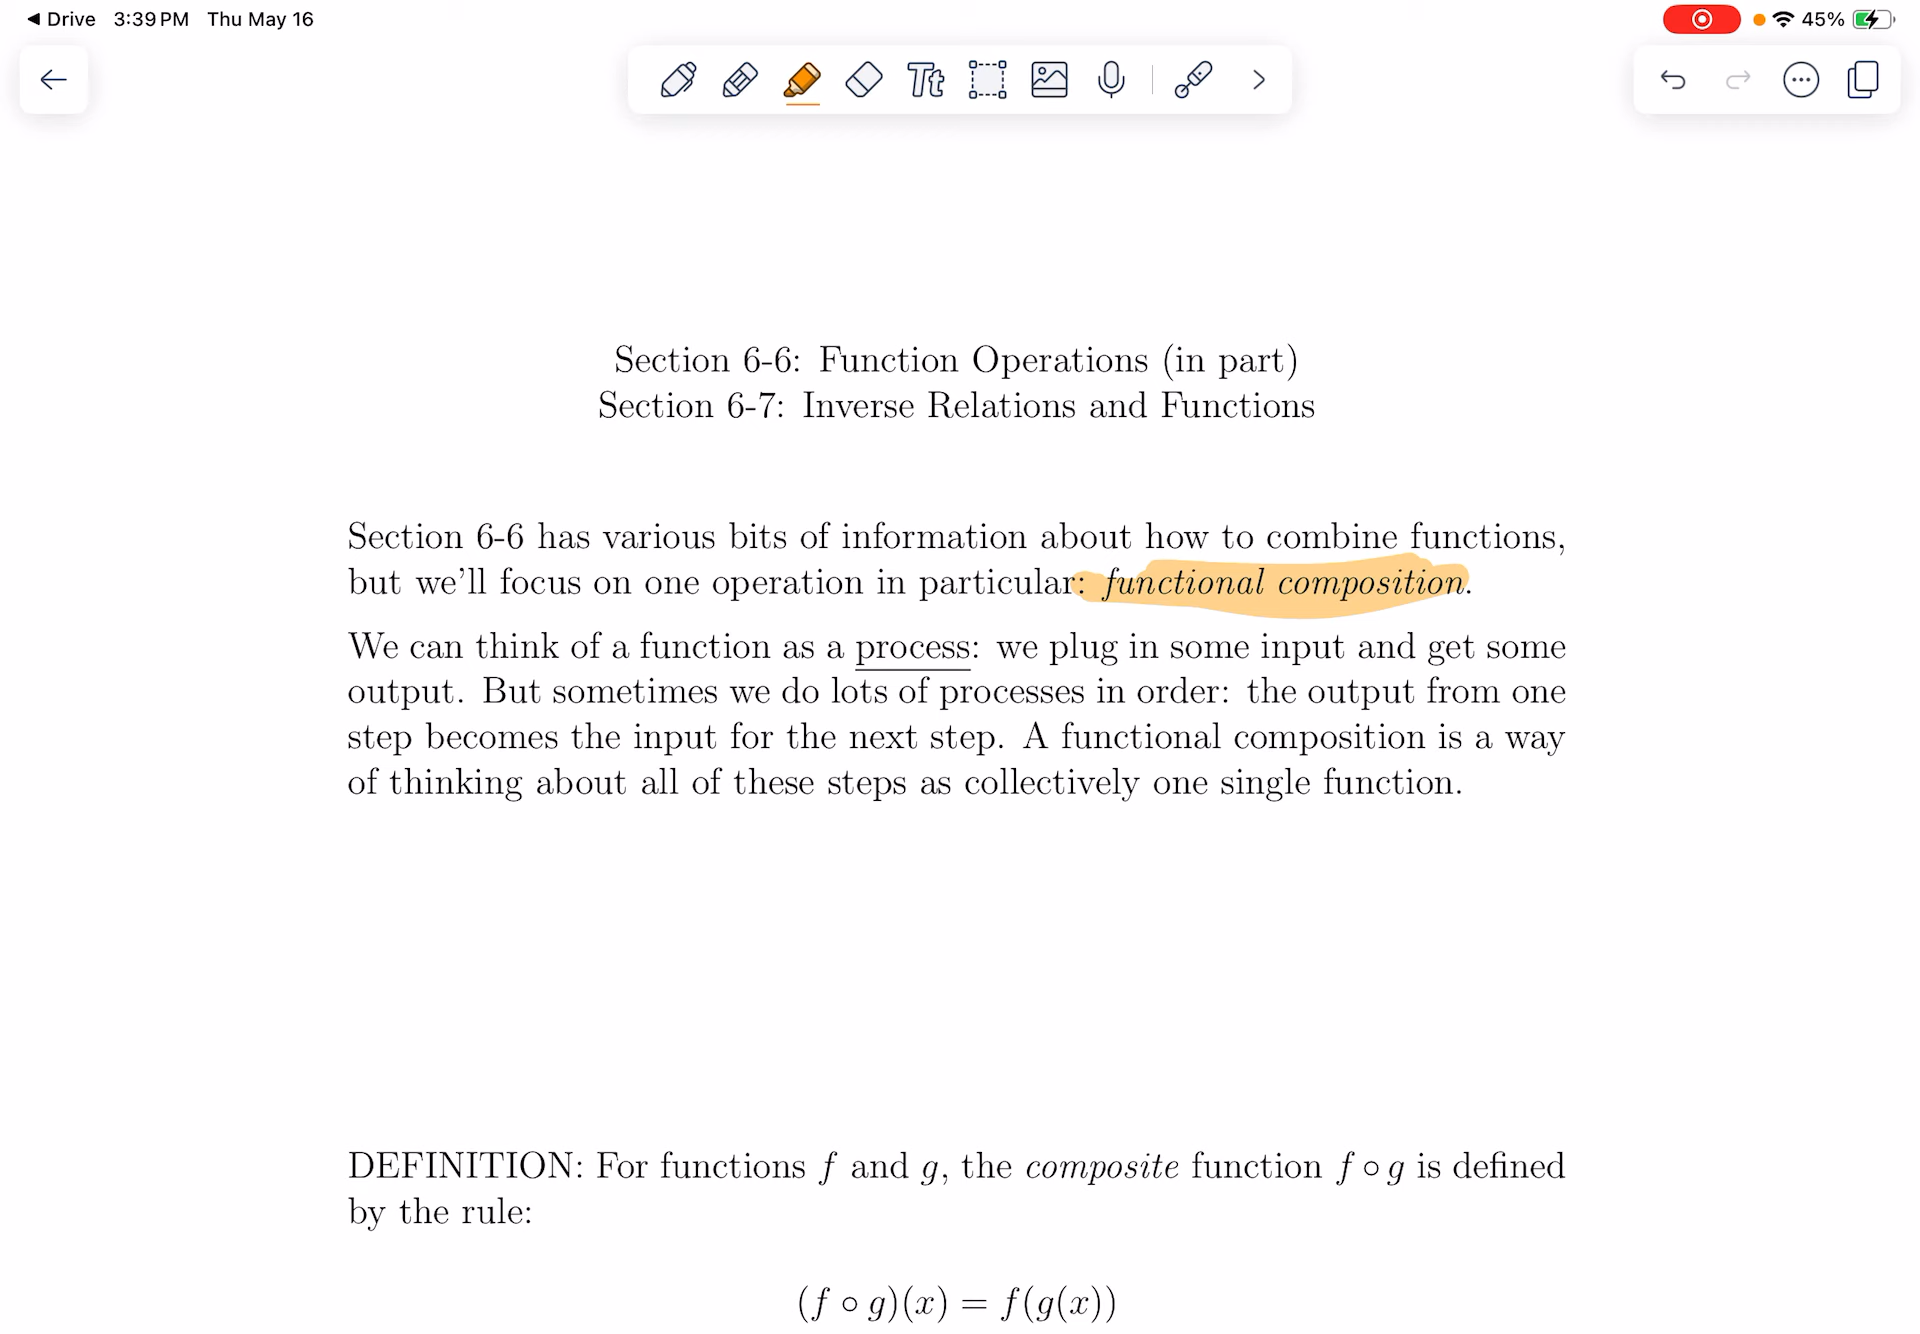 ◀ Drive 3:39 PM Thu May 16 45%
Tt
Section 6-6: Function Operations (in part)
Section 6-7: Inverse Relations and Functions
Section 6-6 has various bits of information about how to combine functions,
but we'll focus on one operation in particular: functional composition.
We can think of a function as a process: we plug in some input and get some
output. But sometimes we do lots of processes in order: the output from one
step becomes the input for the next step. A functional composition is a way
of thinking about all of these steps as collectively one single function.
DEFINITION: For functions f and g, the composite function f ∘ g is defined
by the rule:
(f ∘ g)(x) = f(g(x))